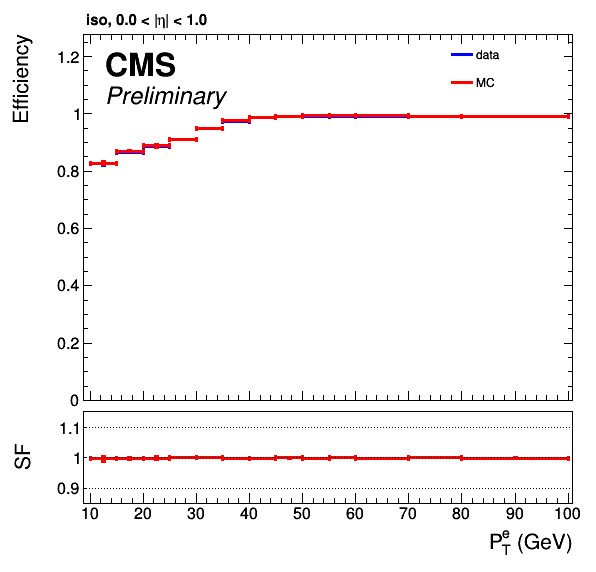 iso, 0.0 < |η| < 1.0
Efficiency
CMS
Preliminary
data
MC
1.2
1
0.8
0.6
0.4
0.2
0
SF
1.1
1
0.9
10 20 30 40 50 60 70 80 90 100
P_T^e (GeV)